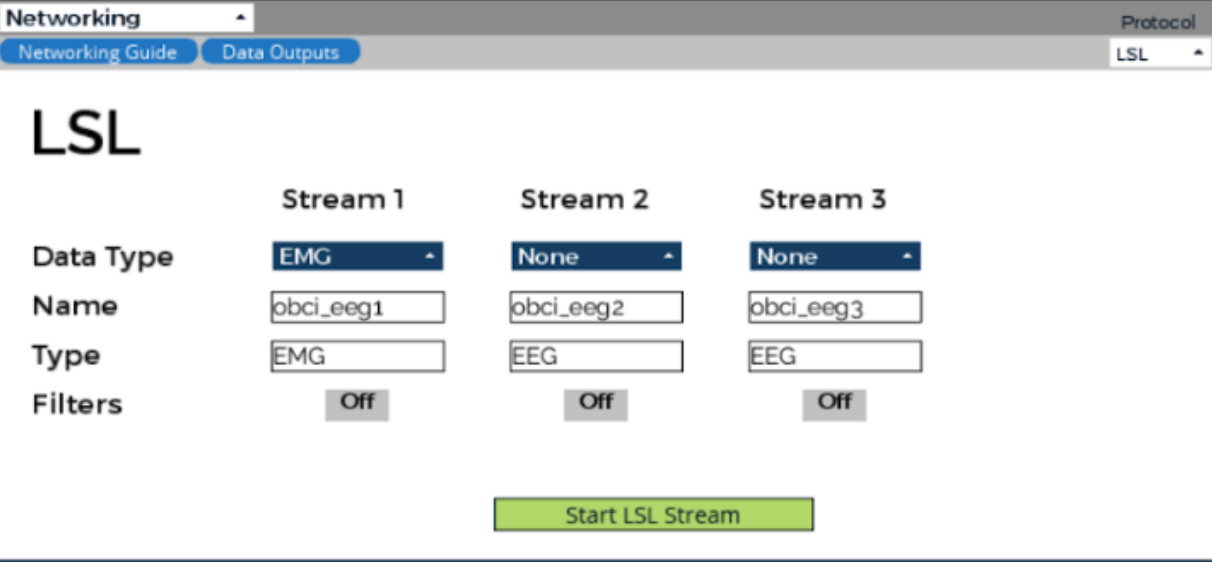 Networking
Protocol
Networking Guide Data Outputs
LSL
LSL
Stream 1 Stream 2 Stream 3
Data Type EMG None None
Name obci_eeg1 obci_eeg2 obci_eeg3
Type EMG EEG EEG
Filters Off Off Off
Start LSL Stream